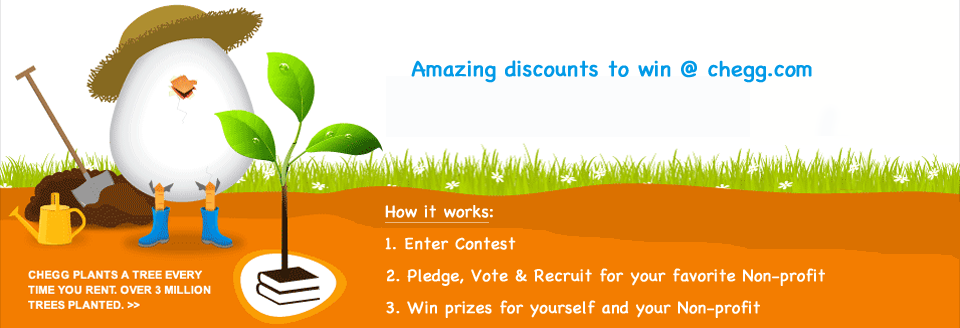 Amazing discounts to win @ chegg.com
How it works:
1. Enter Contest
2. Pledge, Vote & Recruit for your favorite Non-profit
3. Win prizes for yourself and your Non-profit
CHEGG PLANTS A TREE EVERY
TIME YOU RENT. OVER 3 MILLION
TREES PLANTED. >>